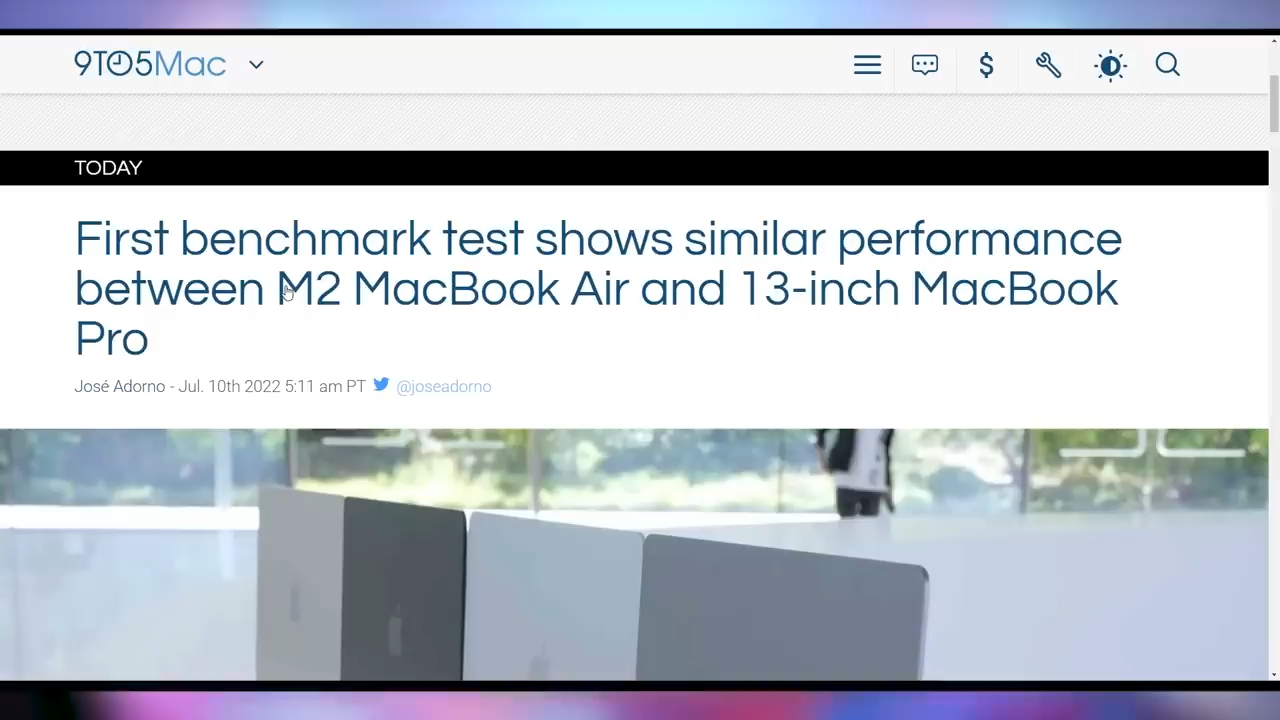 9TO5Mac
TODAY
First benchmark test shows similar performance
between M2 MacBook Air and 13-inch MacBook
Pro
José Adorno - Jul. 10th 2022 5:11 am PT @joseadorno